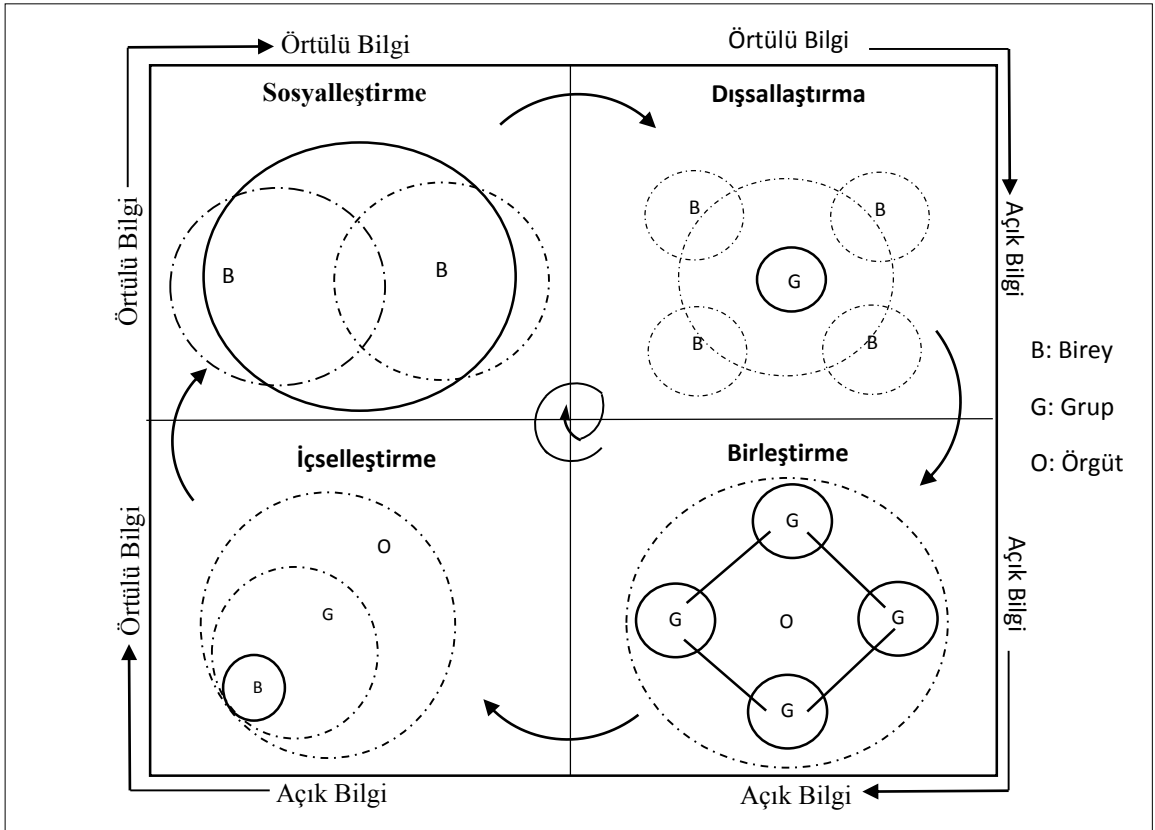 Örtülü Bilgi
Örtülü Bilgi
Sosyalleştirme
Dışsallaştırma
Örtülü Bilgi
B
B
B
B
G
B
B
Açık Bilgi
B: Birey
G: Grup
O: Örgüt
İçselleştirme
Birleştirme
Örtülü Bilgi
O
G
B
G
G
O
G
G
Açık Bilgi
Açık Bilgi
Açık Bilgi